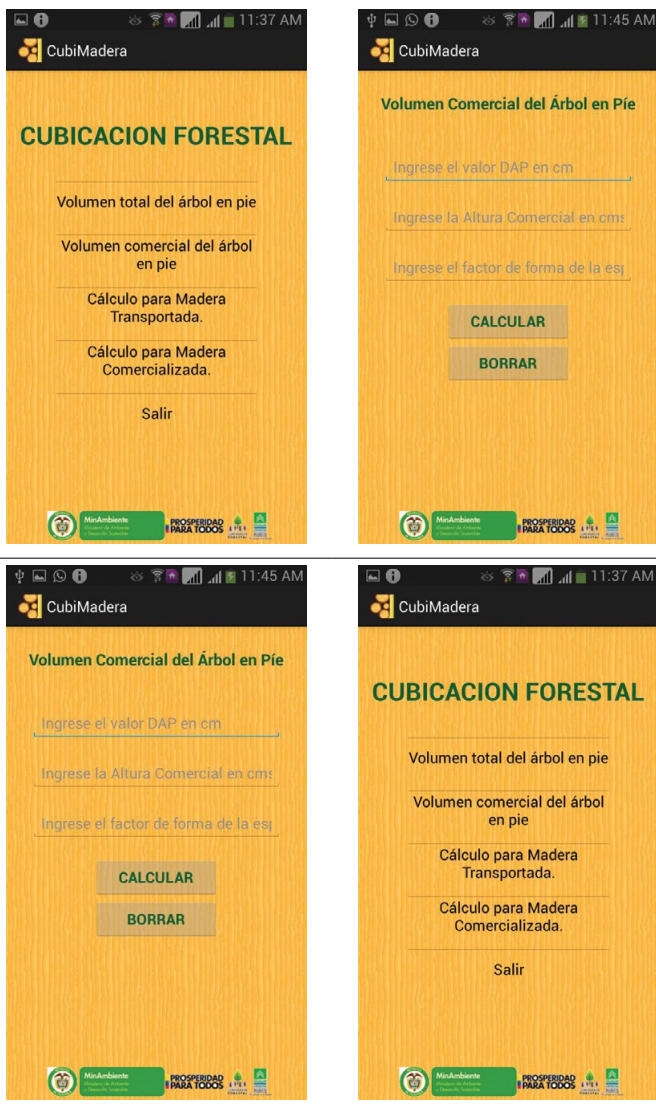 11:37 AM
CubiMadera
CUBICACION FORESTAL
Volumen total del árbol en pie
Volumen comercial del árbol
en pie
Cálculo para Madera
Transportada.
Cálculo para Madera
Comercializada.
Salir
MinAmbiente
PROSPERIDAD
PARA TODOS
11:45 AM
CubiMadera
Volumen Comercial del Árbol en Píe
Ingrese el valor DAP en cm
Ingrese la Altura Comercial en cms
Ingrese el factor de forma de la esp
CALCULAR
BORRAR
MinAmbiente
PROSPERIDAD
PARA TODOS
11:45 AM
CubiMadera
Volumen Comercial del Árbol en Píe
Ingrese el valor DAP en cm
Ingrese la Altura Comercial en cms
Ingrese el factor de forma de la esp
CALCULAR
BORRAR
MinAmbiente
PROSPERIDAD
PARA TODOS
11:37 AM
CubiMadera
CUBICACION FORESTAL
Volumen total del árbol en pie
Volumen comercial del árbol
en pie
Cálculo para Madera
Transportada.
Cálculo para Madera
Comercializada.
Salir
MinAmbiente
PROSPERIDAD
PARA TODOS